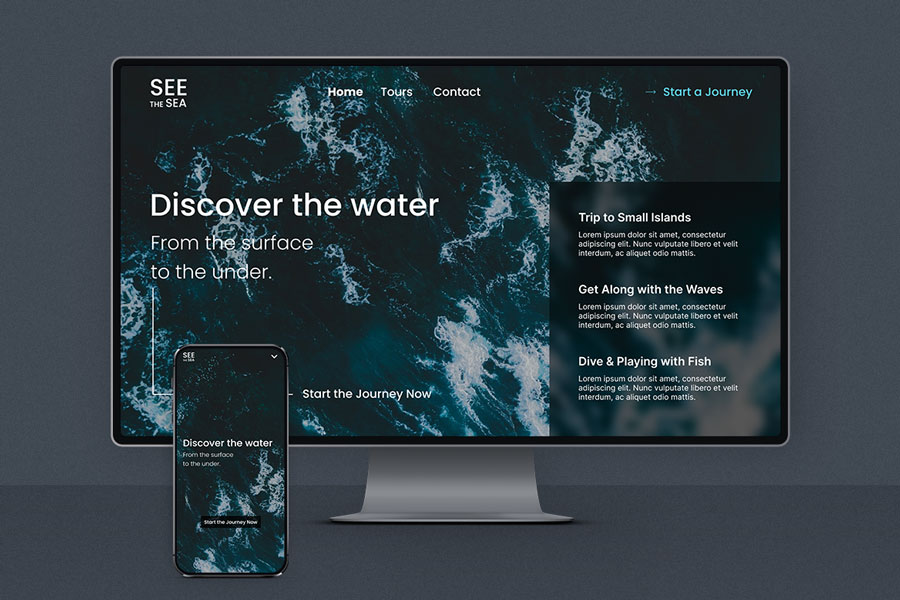 SEE
THE SEA
Home Tours Contact
→ Start a Journey
Discover the water
From the surface
to the under.
Start the Journey Now
Trip to Small Islands
Lorem ipsum dolor sit amet, consectetur
adipiscing elit. Nunc vulputate libero et velit
interdum, ac aliquet odio mattis.
Get Along with the Waves
Lorem ipsum dolor sit amet, consectetur
adipiscing elit. Nunc vulputate libero et velit
interdum, ac aliquet odio mattis.
Dive & Playing with Fish
Lorem ipsum dolor sit amet, consectetur
adipiscing elit. Nunc vulputate libero et velit
interdum, ac aliquet odio mattis.
SEE
THE SEA
Discover the water
From the surface
to the under.
Start the Journey Now